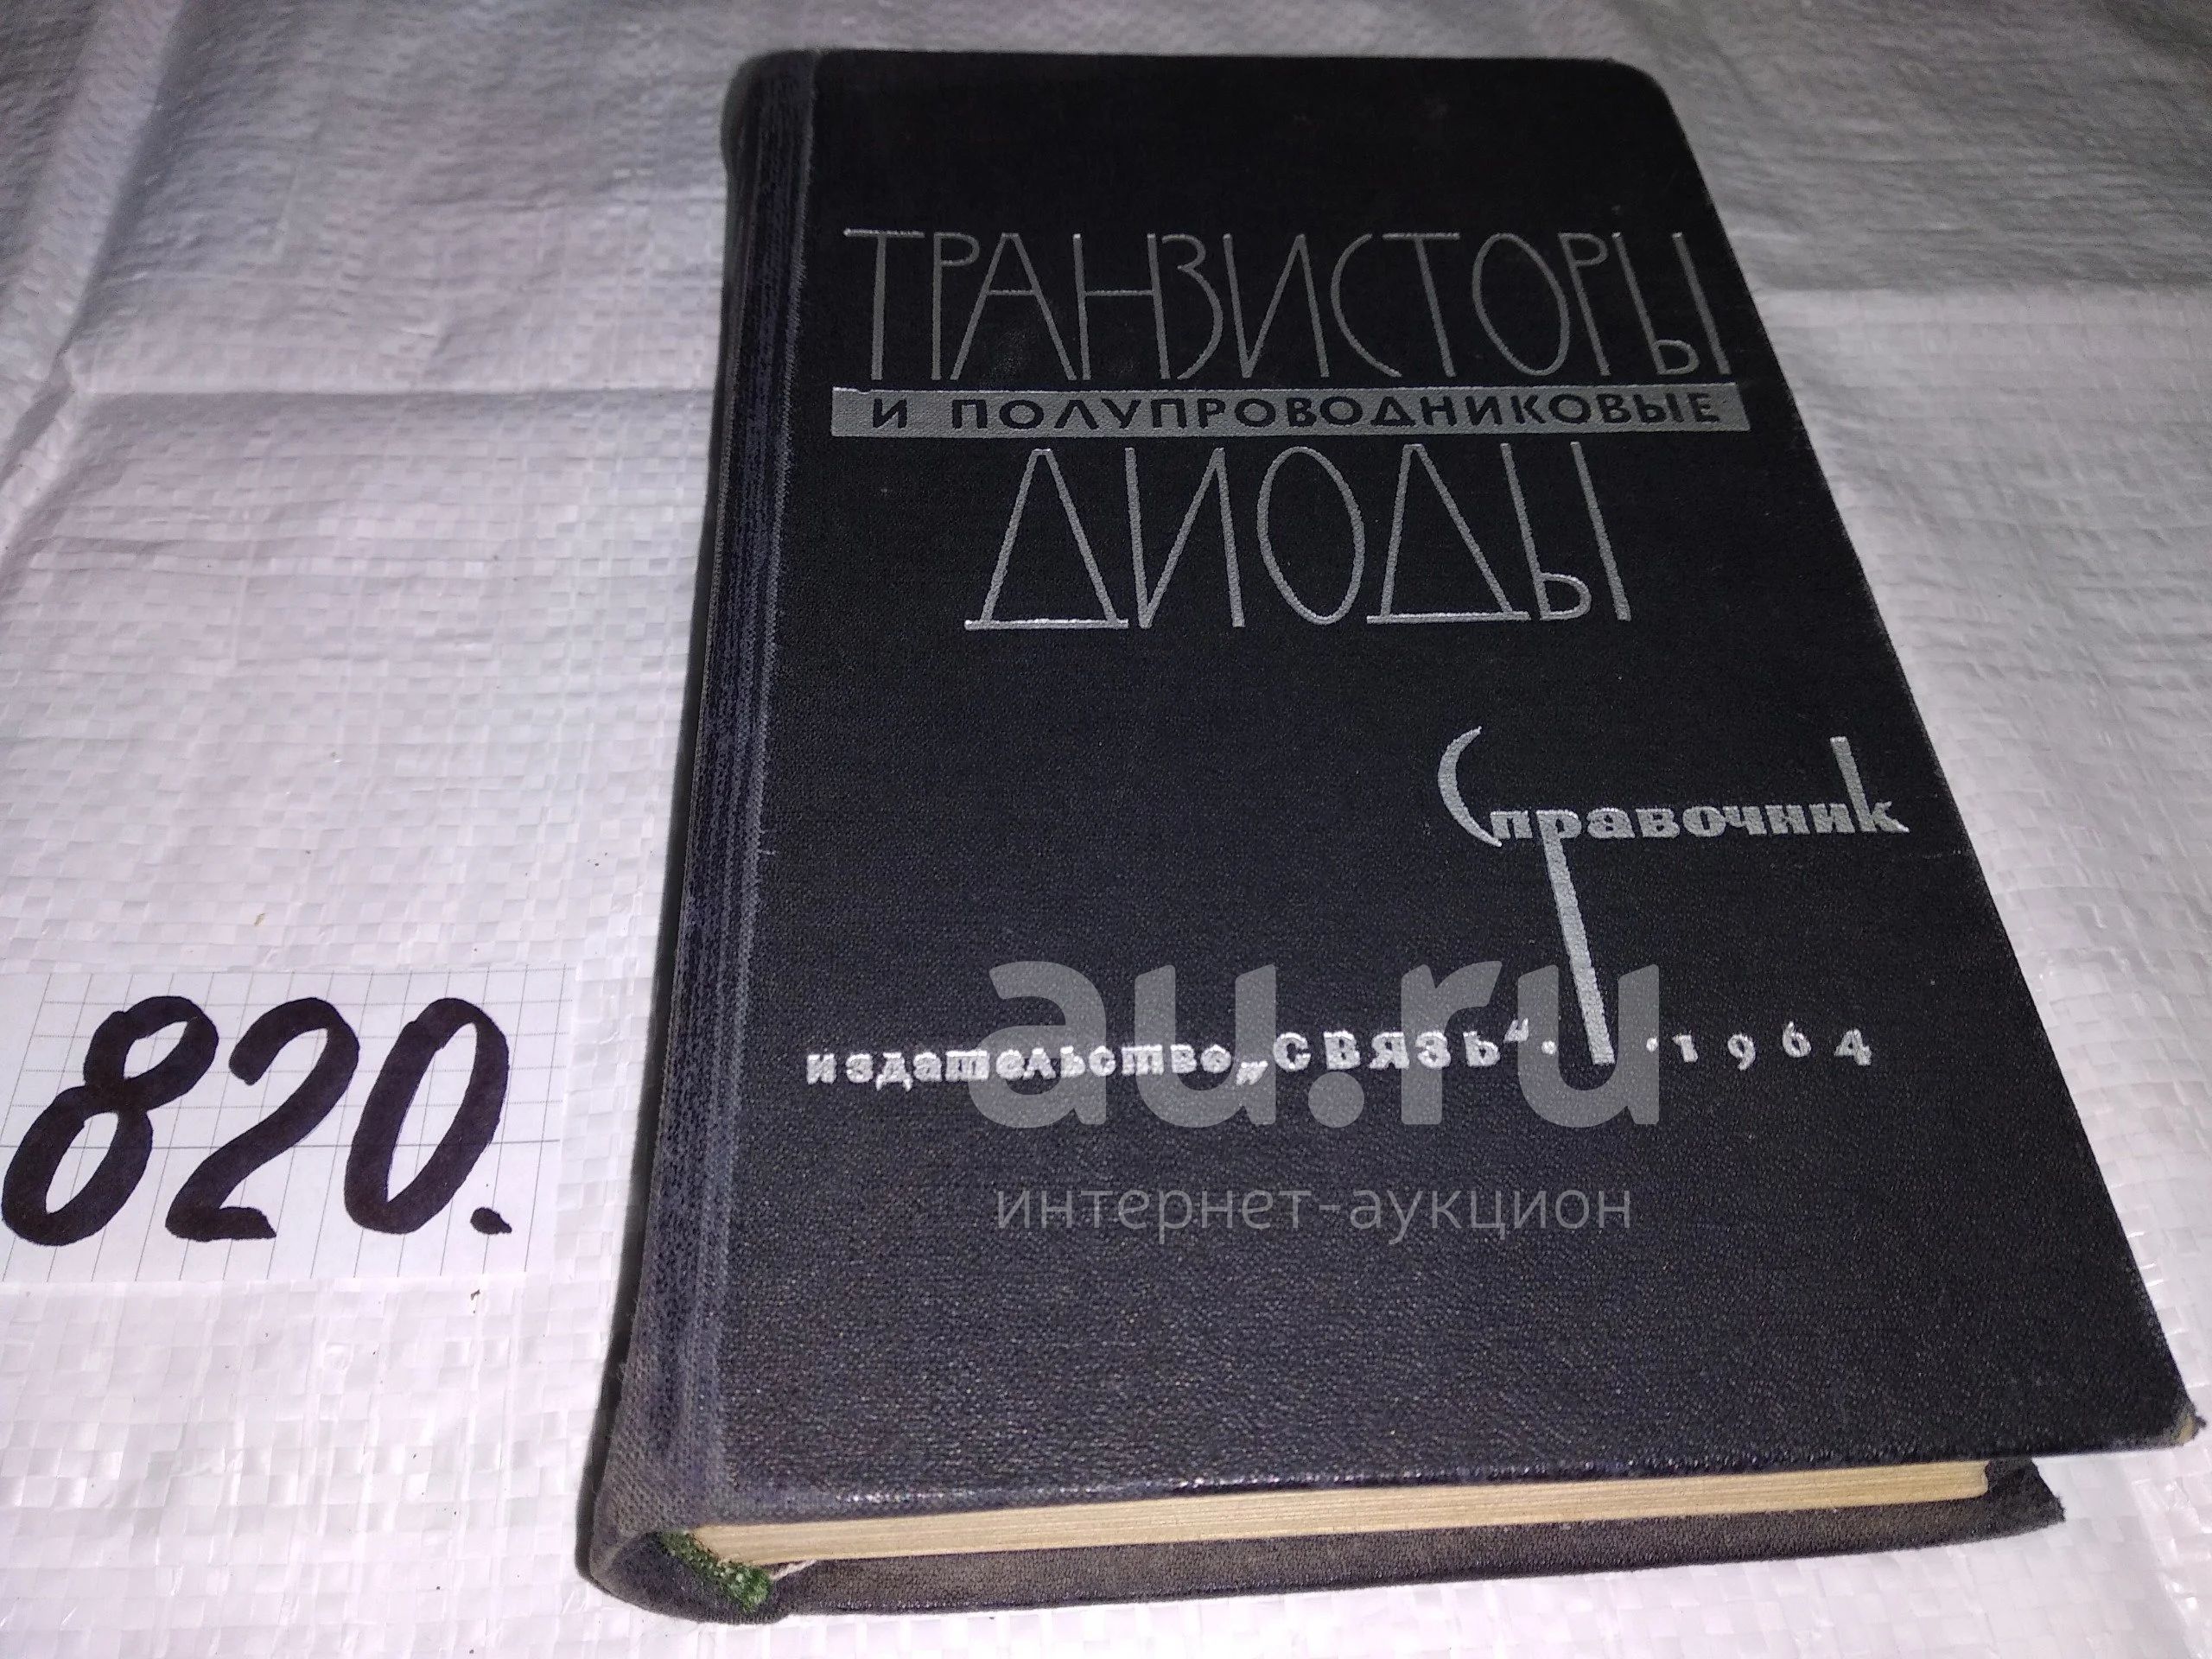 ТРАНЗИСТОРЫ
И ПОЛУПРОВОДНИКОВЫЕ
ДИОДЫ
Справочник
издательство „СВЯЗЬ“ · · 1964
820.
au.ru
интернет-аукцион